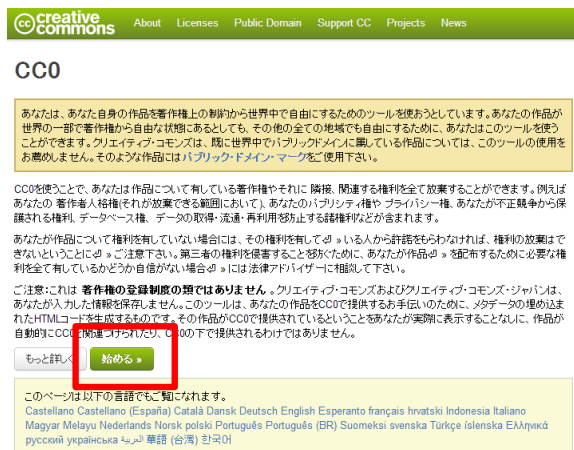 cc creative commons About Licenses Public Domain Support CC Projects News
CC0
あなたは、あなた自身の作品を著作権上の制約から世界中で自由にするためのツールを使おうとしています。あなたの作品が
世界の一部で著作権から自由な状態にあるとしても、その他の全ての地域でも自由にするために、あなたはこのツールを使う
ことができます。クリエイティブ・コモンズは、既に世界中でパブリックドメインに属している作品については、このツールの使用を
お薦めしません。そのような作品にはパブリック・ドメイン・マークをご使用下さい。
CC0を使うことで、あなたは作品について有している著作権やそれに 隣接、関連する権利を全て放棄することができます。例えば
あなたの 著作者人格権(それが放棄できる範囲において)、あなたのパブリシティ権や プライバシー権、あなたが不正競争から保
護される権利、データベース権、データの取得・流通・再利用を防止する諸権利などが含まれます。
あなたが作品について権利を有していない場合には、その権利を有して⏎ » いる人から許諾をもらわなければ、権利の放棄はで
きないということに⏎ » ご注意下さい。第三者の権利を侵害することを防ぐために、あなたが作品⏎ » を配布するために必要な権
利を全て有しているかどうか自信がない場合⏎ » には法律アドバイザーに相談して下さい。
ご注意:これは 著作権の登録制度の類ではありません 。クリエイティブ・コモンズおよびクリエイティブ・コモンズ・ジャパンは、
あなたが入力した情報を保存しません。このツールは、あなたの作品をCC0で提供するお手伝いのために、メタデータの埋め込ま
れたHTMLコードを生成するものです。その作品がCC0で提供されているということをあなたが実際に表示することなしに、作品が
自動的にCC0と関連づけられたり、CC0の下で提供されるわけではありません。
もっと詳しく 始める »
このページは以下の言語でもご覧になれます。
Castellano Castellano (España) Català Dansk Deutsch English Esperanto français hrvatski Indonesia Italiano
Magyar Melayu Nederlands Norsk polski Português Português (BR) Suomeksi svenska Türkçe íslenska Ελληνικά
русский українська العربية 華語 (台灣) 한국어